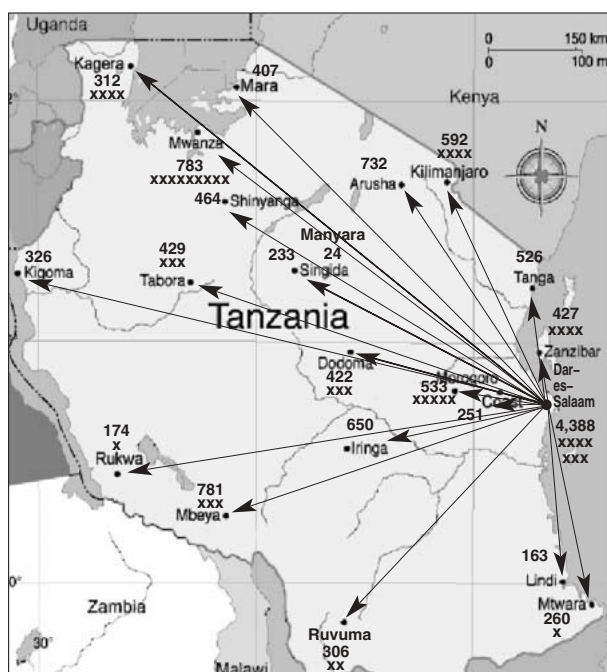 Uganda
0 150 km
0 100 m
Kagera
312
xxxx
407
Mara
2°
Kenya
Mwanza
783
xxxxxxxxx
592
xxxx
Kilimanjaro
N
732
Arusha
464
Shinyanga
Manyara
24
326
Kigoma
429
xxx
Tabora
233
Singida
526
Tanga
Tanzania
427
xxxx
Zanzibar
Dodoma
422
xxx
Morogoro
533
xxxxx
Coast
251
Dar–
es–
Salaam
4,388
xxxx
xxx
174
x
Rukwa
650
Iringa
781
xxx
Mbeya
163
Lindi
Mtwara
260
x
0°
Zambia
Ruvuma
306
xx
30°
Malawi